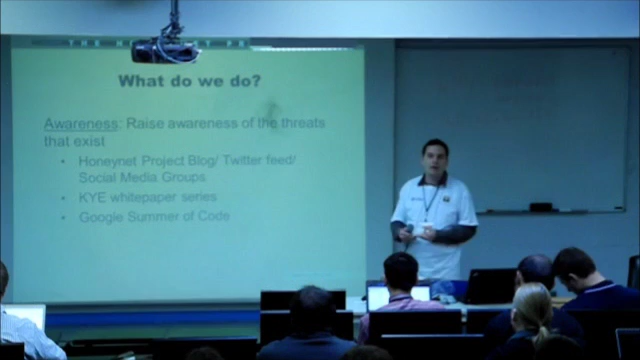 THE
What do we do?
Awareness: Raise awareness of the threats
that exist
• Honeynet Project Blog/ Twitter feed/
Social Media Groups
• KYE whitepaper series
• Google Summer of Code